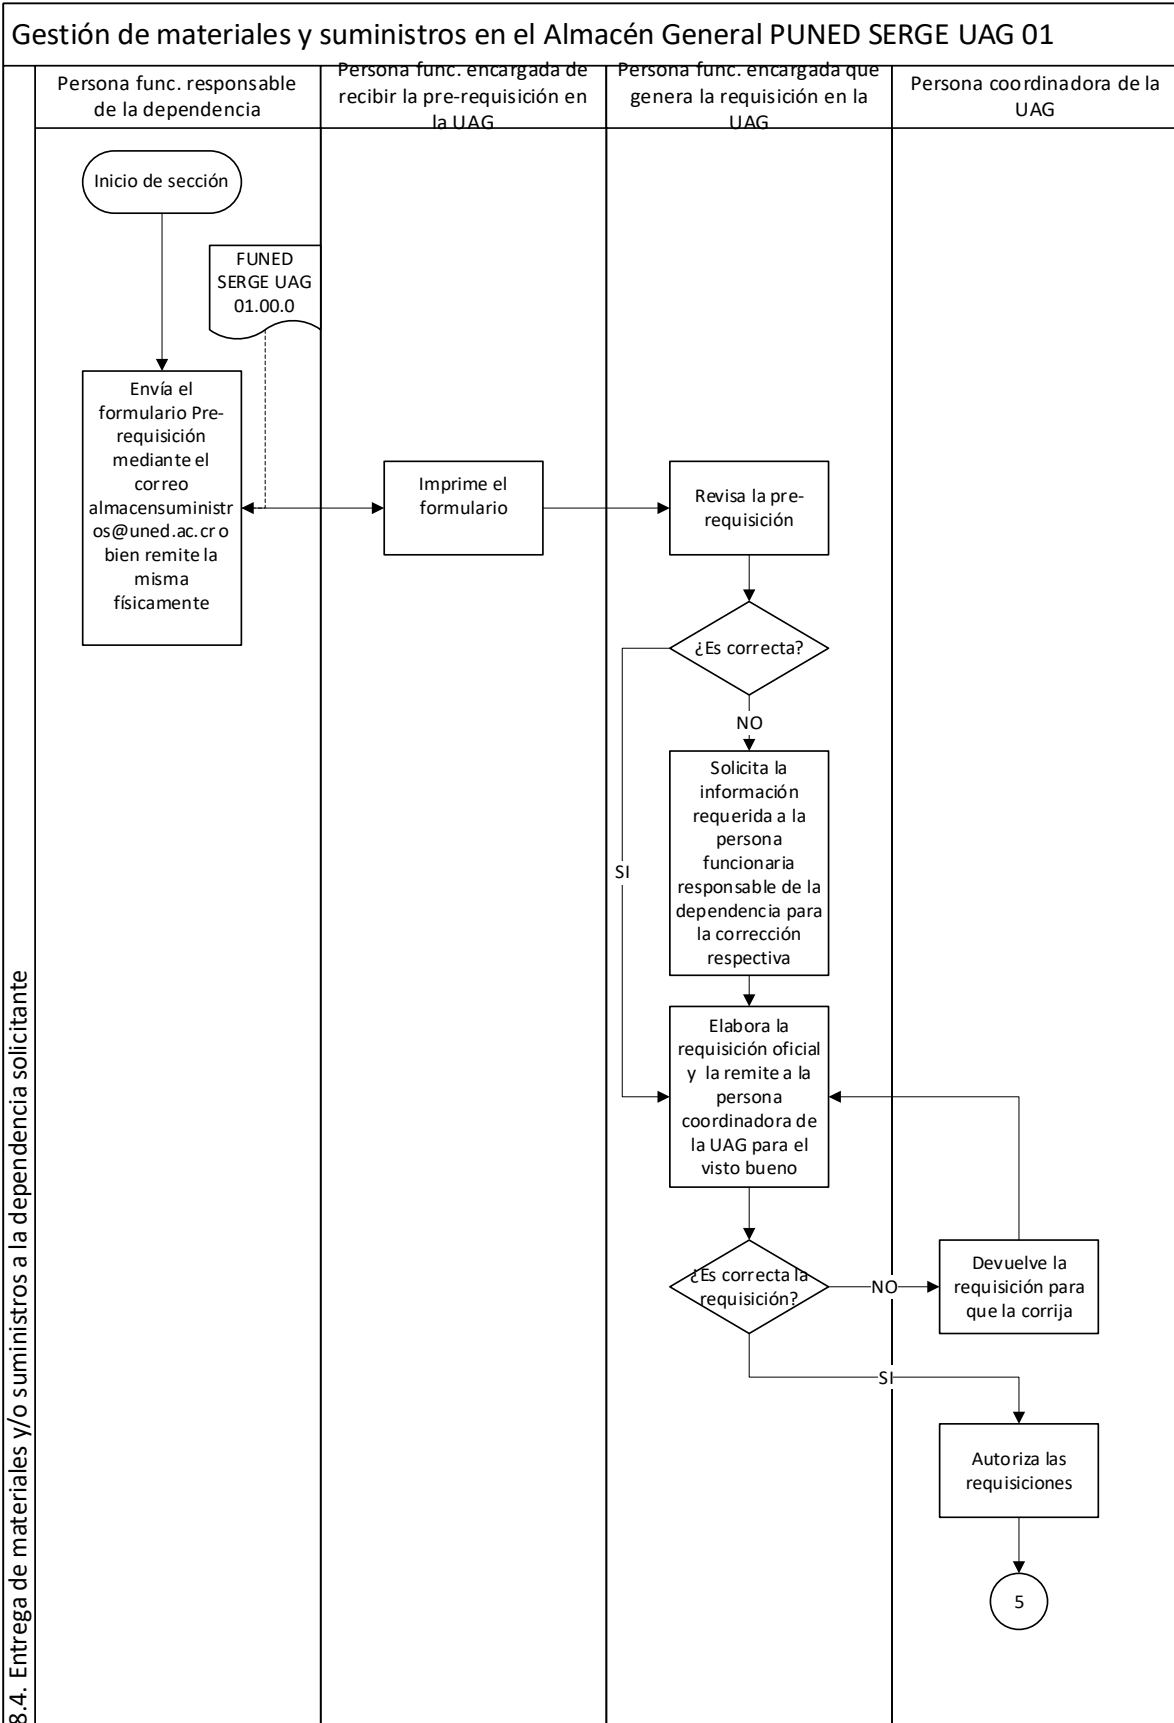 Gestión de materiales y suministros en el Almacén General PUNED SERGE UAG 01
Persona func. responsable
de la dependencia
Persona func. encargada de
recibir la pre-requisición en
la UAG
Persona func. encargada que
genera la requisición en la
UAG
Persona coordinadora de la
UAG
8.4. Entrega de materiales y/o suministros a la dependencia solicitante
Inicio de sección
FUNED
SERGE UAG
01.00.0
Envía el
formulario Pre-
requisición
mediante el
correo
almacensuministr
os@uned.ac.cr o
bien remite la
misma
físicamente
Imprime el
formulario
Revisa la pre-
requisición
¿Es correcta?
NO
SI
Solicita la
información
requerida a la
persona
funcionaria
responsable de la
dependencia para
la corrección
respectiva
Elabora la
requisición oficial
y la remite a la
persona
coordinadora de
la UAG para el
visto bueno
¿Es correcta la
requisición?
NO
Devuelve la
requisición para
que la corrija
SI
Autoriza las
requisiciones
5